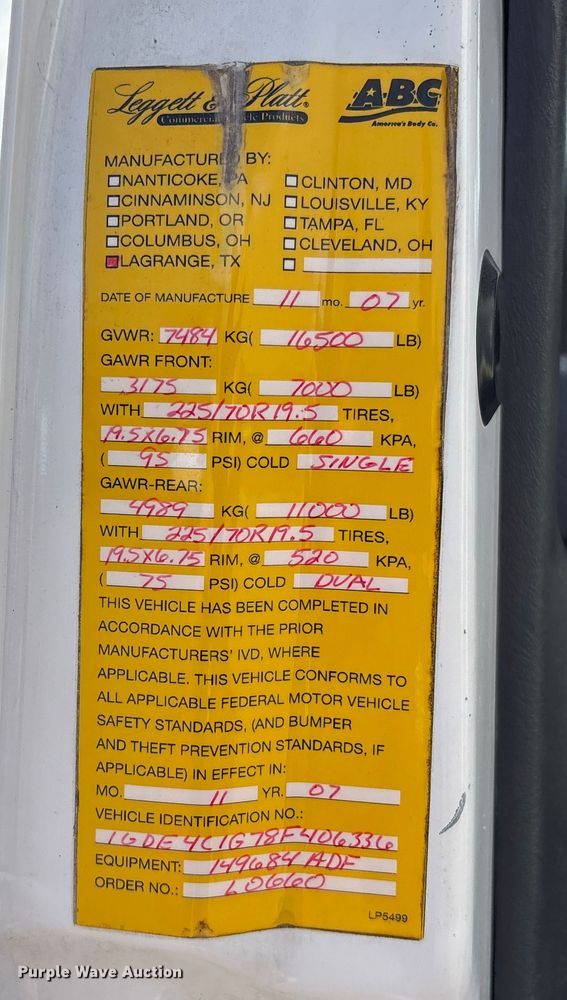 Leggett & Platt® ABC
Commercial Vehicle Products America's Body Co.
MANUFACTURED BY:
NANTICOKE, PA CLINTON, MD
CINNAMINSON, NJ LOUISVILLE, KY
PORTLAND, OR TAMPA, FL
COLUMBUS, OH CLEVELAND, OH
LAGRANGE, TX
DATE OF MANUFACTURE 11 mo. 07 yr.
GVWR: 7484 KG( 16500 LB)
GAWR FRONT:
3175 KG( 7000 LB)
WITH 225/70R19.5 TIRES,
19.5X6.75 RIM, @ 660 KPA,
( 95 PSI) COLD SINGLE
GAWR-REAR:
4989 KG( 11000 LB)
WITH 225/70R19.5 TIRES,
19.5X6.75 RIM, @ 520 KPA,
( 75 PSI) COLD DUAL
THIS VEHICLE HAS BEEN COMPLETED IN
ACCORDANCE WITH THE PRIOR
MANUFACTURERS' IVD, WHERE
APPLICABLE. THIS VEHICLE CONFORMS TO
ALL APPLICABLE FEDERAL MOTOR VEHICLE
SAFETY STANDARDS, (AND BUMPER
AND THEFT PREVENTION STANDARDS, IF
APPLICABLE) IN EFFECT IN:
MO. 11 YR. 07
VEHICLE IDENTIFICATION NO.:
1GDE4C1G78F406336
EQUIPMENT: 149684 ADF
ORDER NO.: L0660
LP5499
Purple Wave Auction